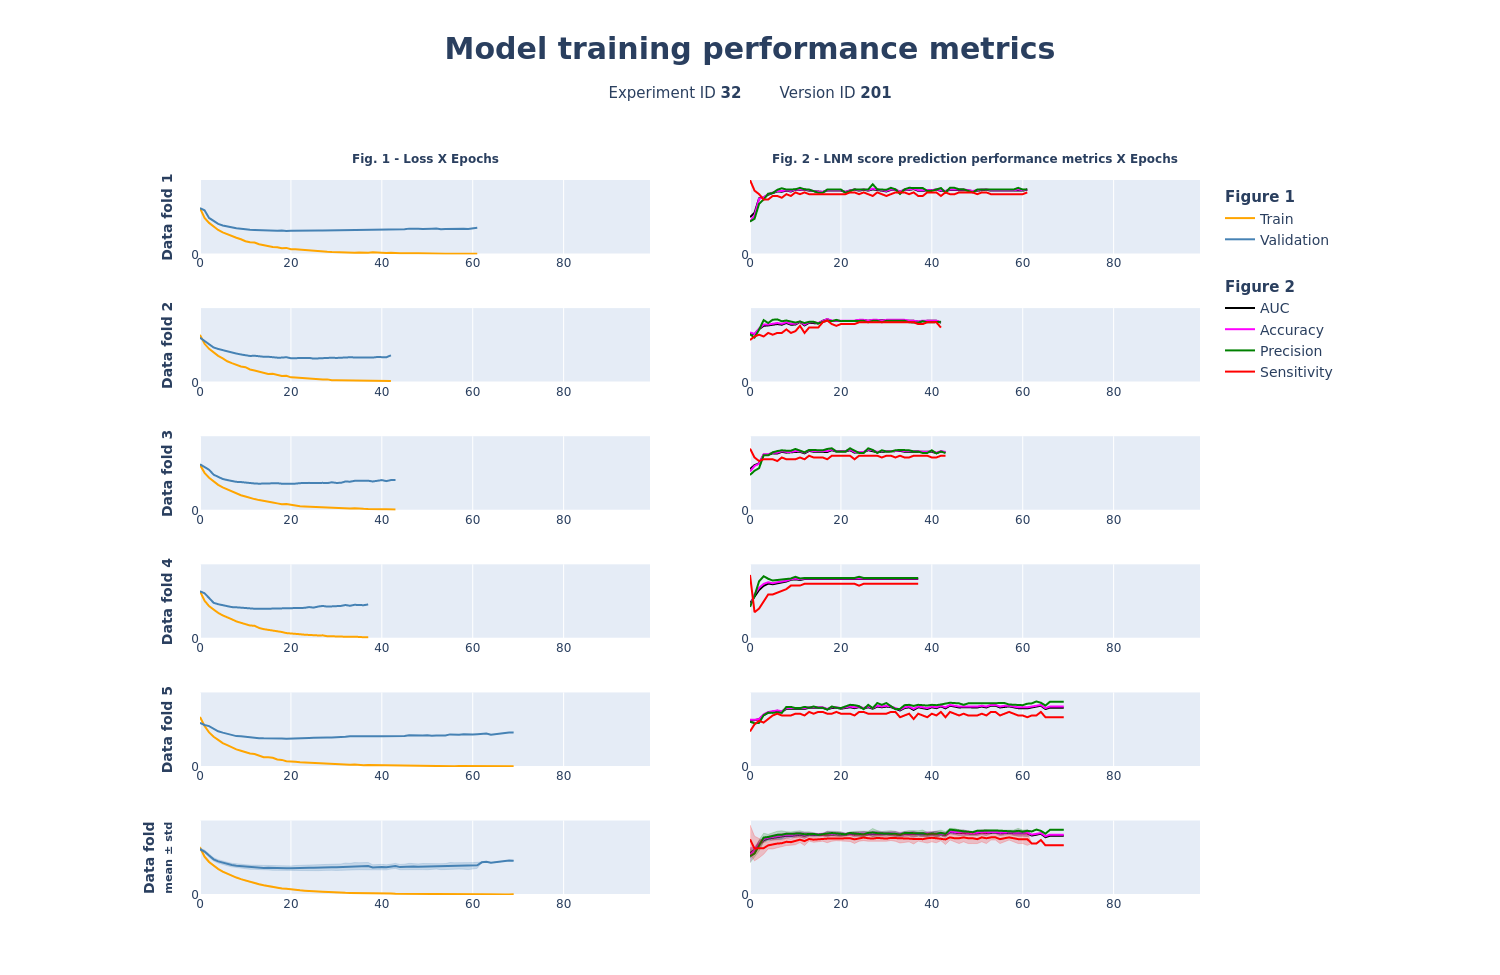 Model training performance metrics
Experiment ID 32 Version ID 201
Fig. 1 - Loss X Epochs
Fig. 2 - LNM score prediction performance metrics X Epochs
Data fold 1
0
0 20 40 60 80
0
0 20 40 60 80
Data fold 2
0
0 20 40 60 80
0
0 20 40 60 80
Data fold 3
0
0 20 40 60 80
0
0 20 40 60 80
Data fold 4
0
0 20 40 60 80
0
0 20 40 60 80
Data fold 5
0
0 20 40 60 80
0
0 20 40 60 80
Data fold
mean ± std
0
0 20 40 60 80
0
0 20 40 60 80
Figure 1
Train
Validation
Figure 2
AUC
Accuracy
Precision
Sensitivity